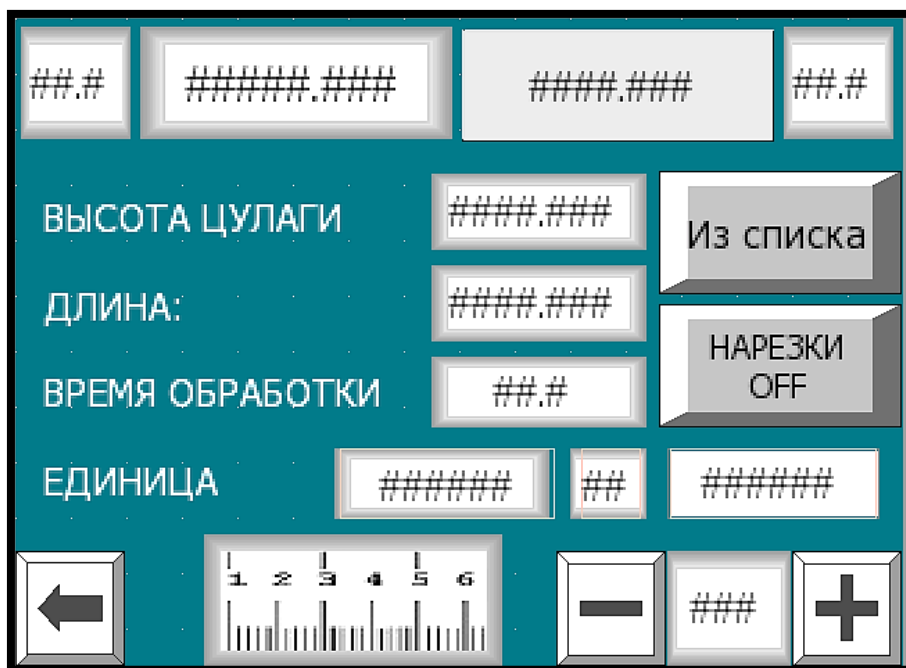 ##.# #####.### ####.### ##.#
ВЫСОТА ЦУЛАГИ ####.###
Из списка
ДЛИНА: ####.###
НАРЕЗКИ
OFF
ВРЕМЯ ОБРАБОТКИ ##.#
ЕДИНИЦА ###### ## ######
1 2 3 4 5 6
###